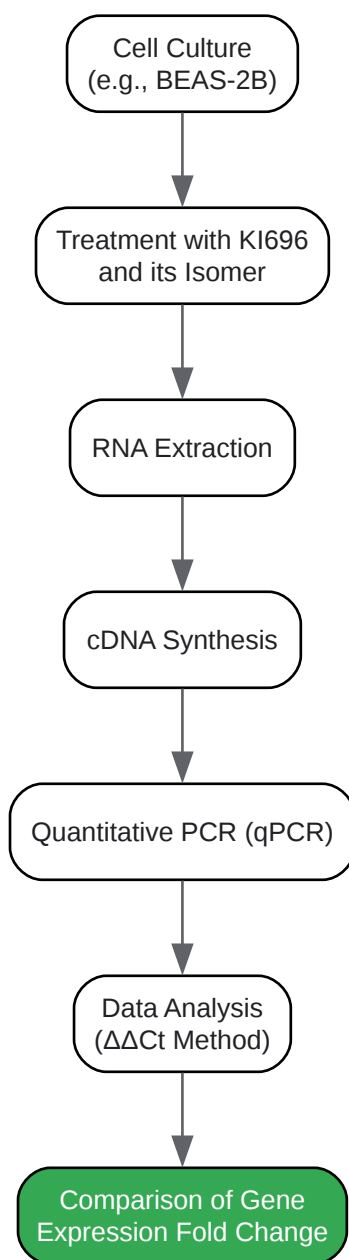 Cell Culture
(e.g., BEAS-2B)
Treatment with KI696
and its Isomer
RNA Extraction
cDNA Synthesis
Quantitative PCR (qPCR)
Data Analysis
(ΔΔCt Method)
Comparison of Gene
Expression Fold Change